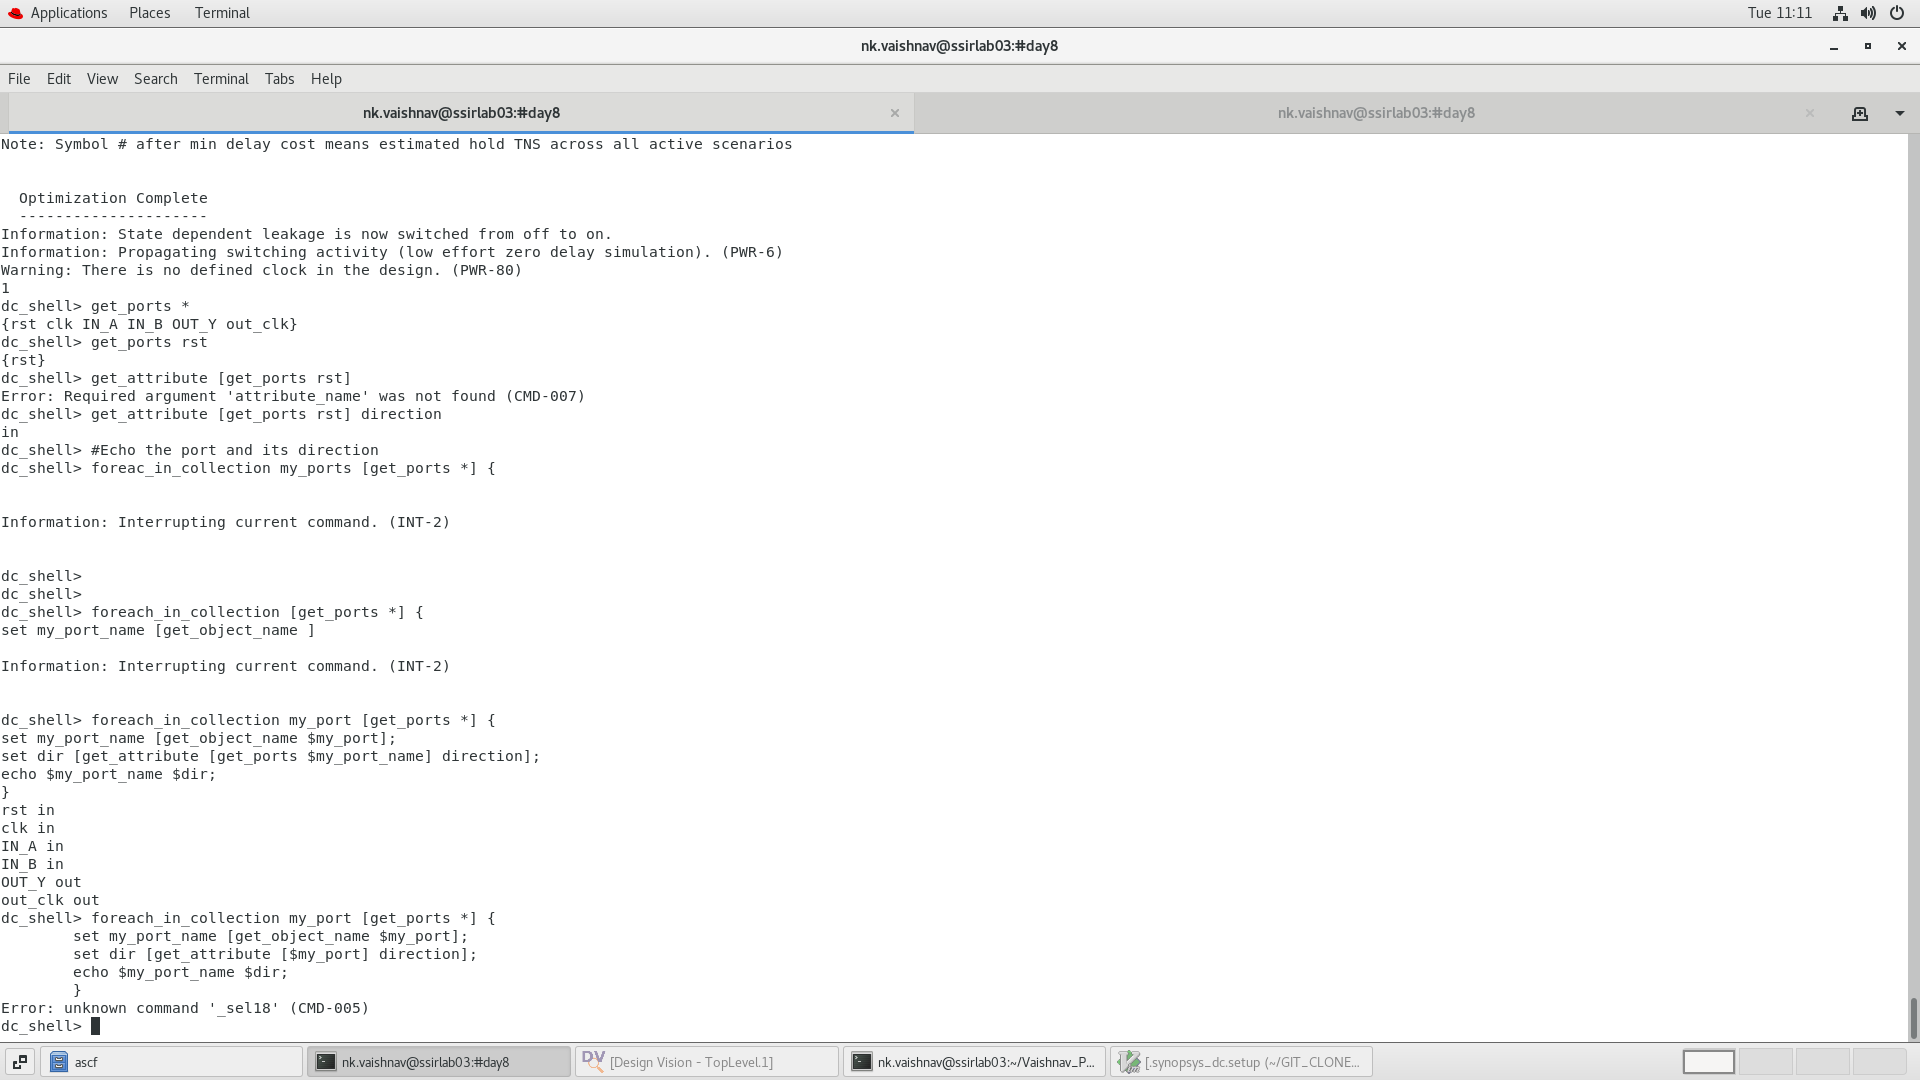 Applications Places Terminal Tue 11:11
nk.vaishnav@ssirlab03:#day8
File Edit View Search Terminal Tabs Help
nk.vaishnav@ssirlab03:#day8 nk.vaishnav@ssirlab03:#day8
Note: Symbol # after min delay cost means estimated hold TNS across all active scenarios
Optimization Complete
---------------------
Information: State dependent leakage is now switched from off to on.
Information: Propagating switching activity (low effort zero delay simulation). (PWR-6)
Warning: There is no defined clock in the design. (PWR-80)
1
dc_shell> get_ports *
{rst clk IN_A IN_B OUT_Y out_clk}
dc_shell> get_ports rst
{rst}
dc_shell> get_attribute [get_ports rst]
Error: Required argument 'attribute_name' was not found (CMD-007)
dc_shell> get_attribute [get_ports rst] direction
in
dc_shell> #Echo the port and its direction
dc_shell> foreac_in_collection my_ports [get_ports *] {
Information: Interrupting current command. (INT-2)
dc_shell>
dc_shell>
dc_shell> foreach_in_collection [get_ports *] {
set my_port_name [get_object_name ]
Information: Interrupting current command. (INT-2)
dc_shell> foreach_in_collection my_port [get_ports *] {
set my_port_name [get_object_name $my_port];
set dir [get_attribute [get_ports $my_port_name] direction];
echo $my_port_name $dir;
}
rst in
clk in
IN_A in
IN_B in
OUT_Y out
out_clk out
dc_shell> foreach_in_collection my_port [get_ports *] {
set my_port_name [get_object_name $my_port];
set dir [get_attribute [$my_port] direction];
echo $my_port_name $dir;
}
Error: unknown command '_sel18' (CMD-005)
dc_shell>
ascf nk.vaishnav@ssirlab03:#day8 DV [Design Vision - TopLevel.1] nk.vaishnav@ssirlab03:~/Vaishnav_P... [.synopsys_dc.setup (~/GIT_CLONE...